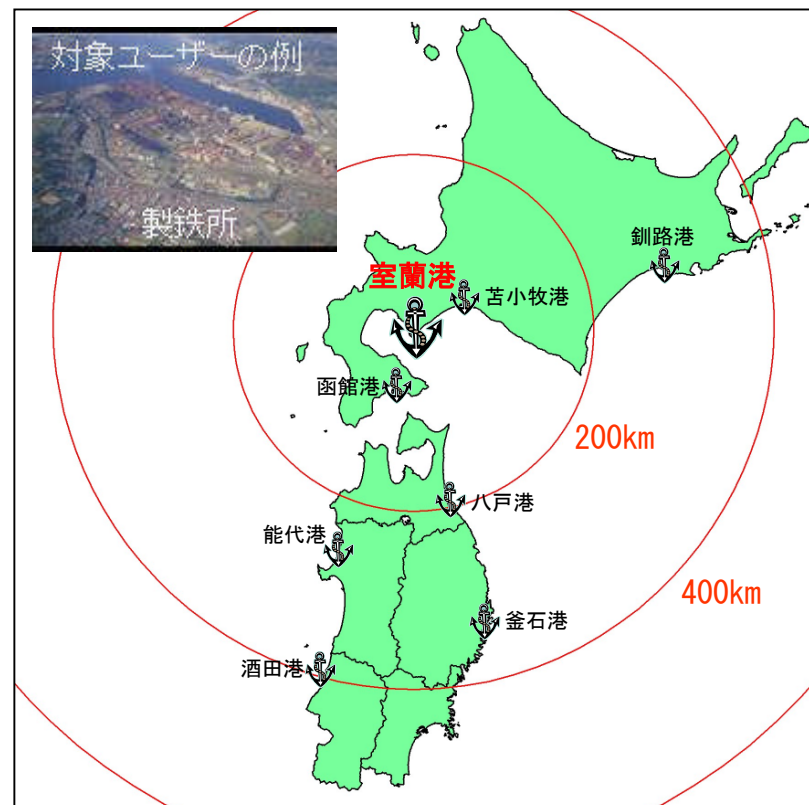 対象ユーザーの例
製鉄所
釧路港
室蘭港
苫小牧港
函館港
200km
八戸港
能代港
400km
釜石港
酒田港